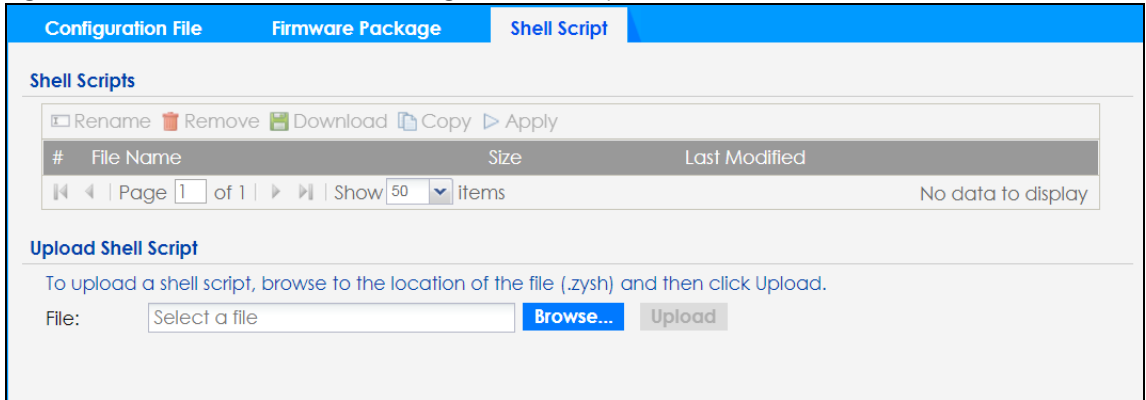 Configuration File Firmware Package Shell Script
Shell Scripts
Rename Remove Download Copy Apply
# File Name Size Last Modified
Page 1 of 1 Show 50 items No data to display
Upload Shell Script
To upload a shell script, browse to the location of the file (.zysh) and then click Upload.
File: Select a file Browse... Upload